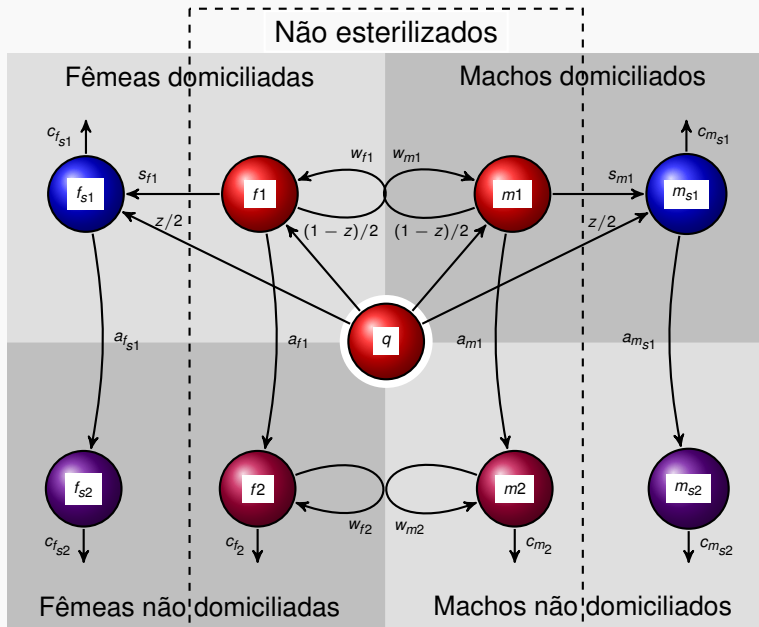 Não esterilizados
Fêmeas domiciliadas
Machos domiciliados
c_{f_{s1}}
c_{m_{s1}}
w_{f1}
w_{m1}
s_{f1}
s_{m1}
f_{s1}
f1
m1
m_{s1}
z/2
(1 − z)/2
(1 − z)/2
z/2
q
a_{f_{s1}}
a_{f1}
a_{m1}
a_{m_{s1}}
f_{s2}
f2
m2
m_{s2}
w_{f2}
w_{m2}
c_{f_{s2}}
c_{f_2}
c_{m_2}
c_{m_{s2}}
Fêmeas não domiciliadas
Machos não domiciliados